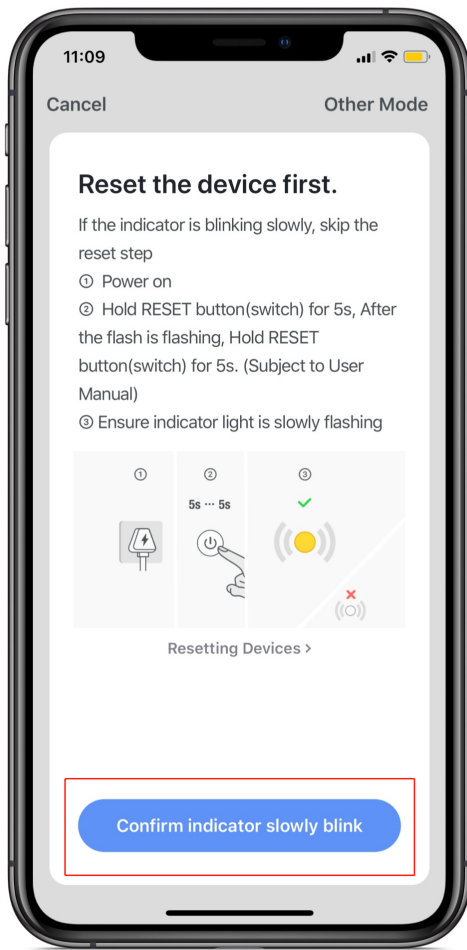 11:09
Cancel Other Mode
Reset the device first.
If the indicator is blinking slowly, skip the
reset step
① Power on
② Hold RESET button(switch) for 5s, After
the flash is flashing, Hold RESET
button(switch) for 5s. (Subject to User
Manual)
③ Ensure indicator light is slowly flashing
① ② ③
5s ··· 5s
Resetting Devices >
Confirm indicator slowly blink